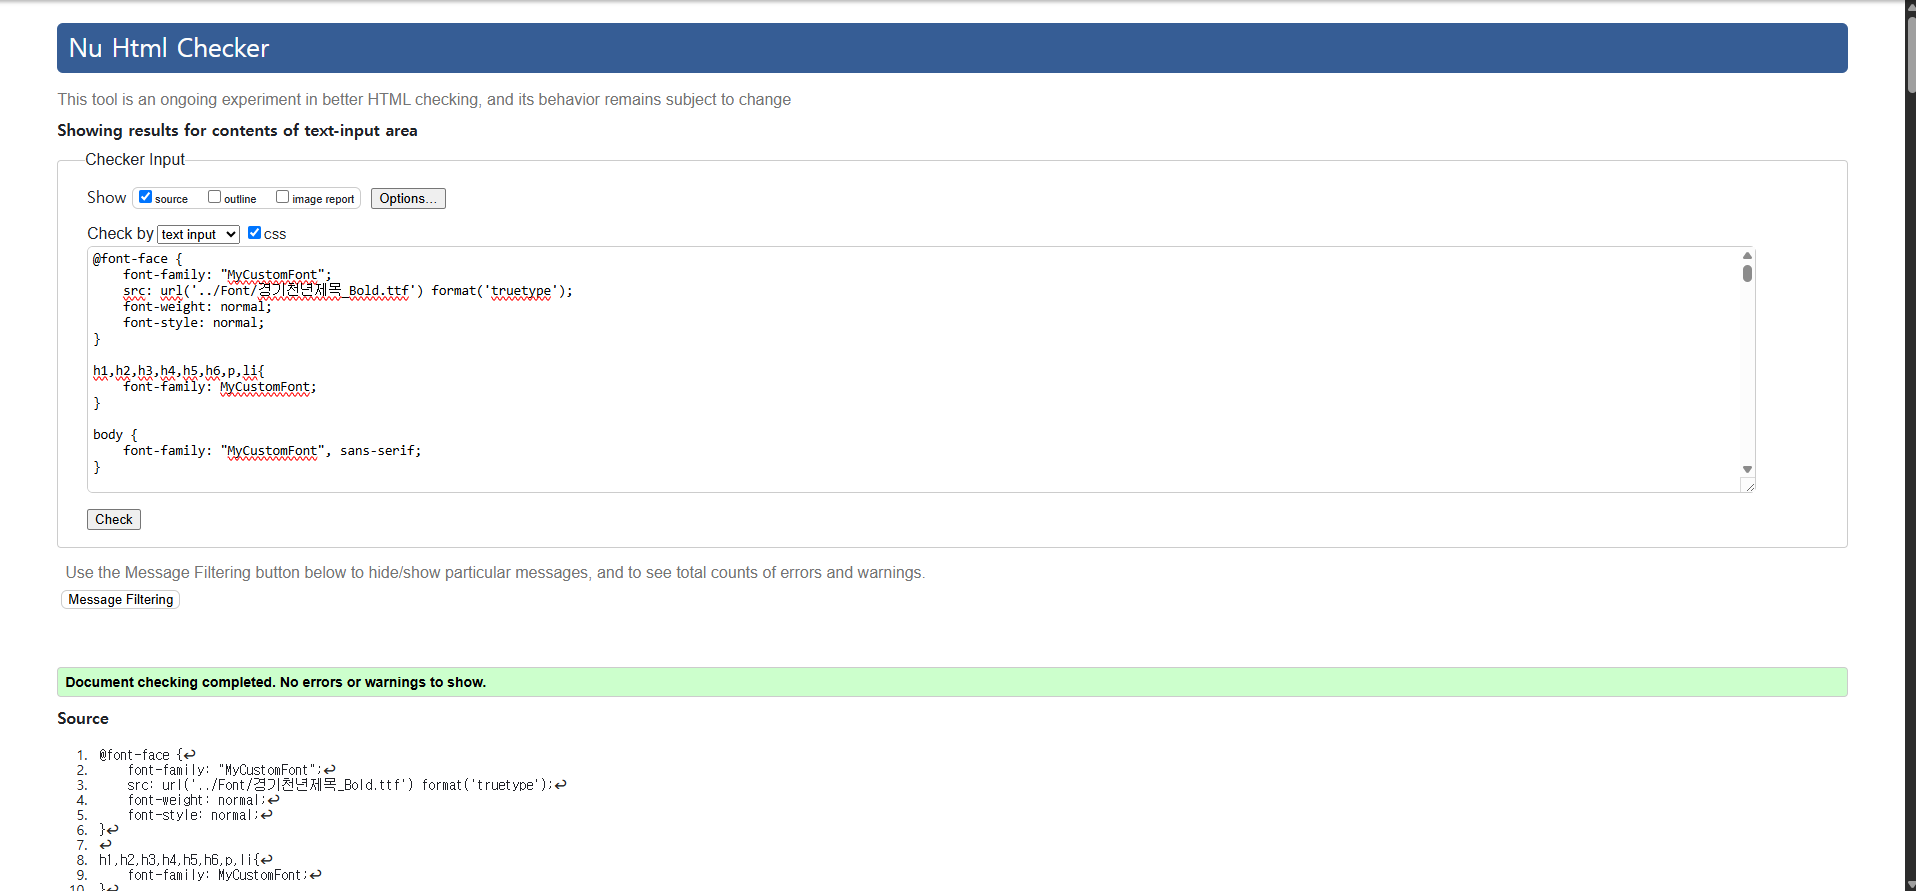 Nu Html Checker
This tool is an ongoing experiment in better HTML checking, and its behavior remains subject to change
Showing results for contents of text-input area
Checker Input
Show source outline image report Options...
Check by text input css
@font-face {
    font-family: "MyCustomFont";
    src: url('../Font/경기천년제목_Bold.ttf') format('truetype');
    font-weight: normal;
    font-style: normal;
}
h1,h2,h3,h4,h5,h6,p,li{
    font-family: MyCustomFont;
}
body {
    font-family: "MyCustomFont", sans-serif;
}
Check
Use the Message Filtering button below to hide/show particular messages, and to see total counts of errors and warnings.
Message Filtering
Document checking completed. No errors or warnings to show.
Source
1. @font-face {↩
2.     font-family: "MyCustomFont";↩
3.     src: url('../Font/경기천년제목_Bold.ttf') format('truetype');↩
4.     font-weight: normal;↩
5.     font-style: normal;↩
6. }↩
7. ↩
8. h1,h2,h3,h4,h5,h6,p,li{↩
9.     font-family: MyCustomFont;↩
10. }↩